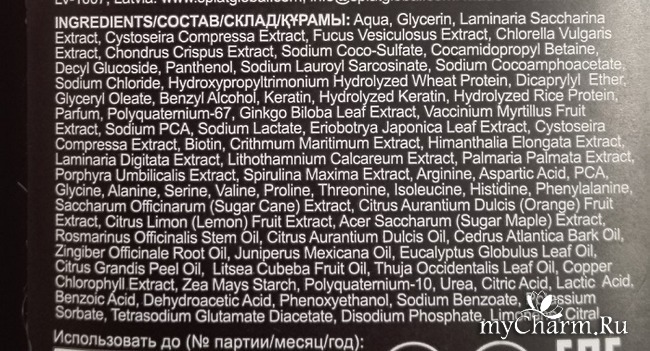 LV-1067, Latvia. www.splatglobal.com
INGREDIENTS/СОСТАВ/СКЛАД/ҚҰРАМЫ: Aqua, Glycerin, Laminaria Saccharina
Extract, Cystoseira Compressa Extract, Fucus Vesiculosus Extract, Chlorella Vulgaris
Extract, Chondrus Crispus Extract, Sodium Coco-Sulfate, Cocamidopropyl Betaine,
Decyl Glucoside, Panthenol, Sodium Lauroyl Sarcosinate, Sodium Cocoamphoacetate,
Sodium Chloride, Hydroxypropyltrimonium Hydrolyzed Wheat Protein, Dicaprylyl Ether,
Glyceryl Oleate, Benzyl Alcohol, Keratin, Hydrolyzed Keratin, Hydrolyzed Rice Protein,
Parfum, Polyquaternium-67, Ginkgo Biloba Leaf Extract, Vaccinium Myrtillus Fruit
Extract, Sodium PCA, Sodium Lactate, Eriobotrya Japonica Leaf Extract, Cystoseira
Compressa Extract, Biotin, Crithmum Maritimum Extract, Himanthalia Elongata Extract,
Laminaria Digitata Extract, Lithothamnium Calcareum Extract, Palmaria Palmata Extract,
Porphyra Umbilicalis Extract, Spirulina Maxima Extract, Arginine, Aspartic Acid, PCA,
Glycine, Alanine, Serine, Valine, Proline, Threonine, Isoleucine, Histidine, Phenylalanine,
Saccharum Officinarum (Sugar Cane) Extract, Citrus Aurantium Dulcis (Orange) Fruit
Extract, Citrus Limon (Lemon) Fruit Extract, Acer Saccharum (Sugar Maple) Extract,
Rosmarinus Officinalis Stem Oil, Citrus Aurantium Dulcis Oil, Cedrus Atlantica Bark Oil,
Zingiber Officinale Root Oil, Juniperus Mexicana Oil, Eucalyptus Globulus Leaf Oil,
Citrus Grandis Peel Oil, Litsea Cubeba Fruit Oil, Thuja Occidentalis Leaf Oil, Copper
Chlorophyll Extract, Zea Mays Starch, Polyquaternium-10, Urea, Citric Acid, Lactic Acid,
Benzoic Acid, Dehydroacetic Acid, Phenoxyethanol, Sodium Benzoate,
Sorbate, Tetrasodium Glutamate Diacetate, Disodium Phosphate, Citral.
Использовать до (№ партии/месяц/год):
myCharm.Ru